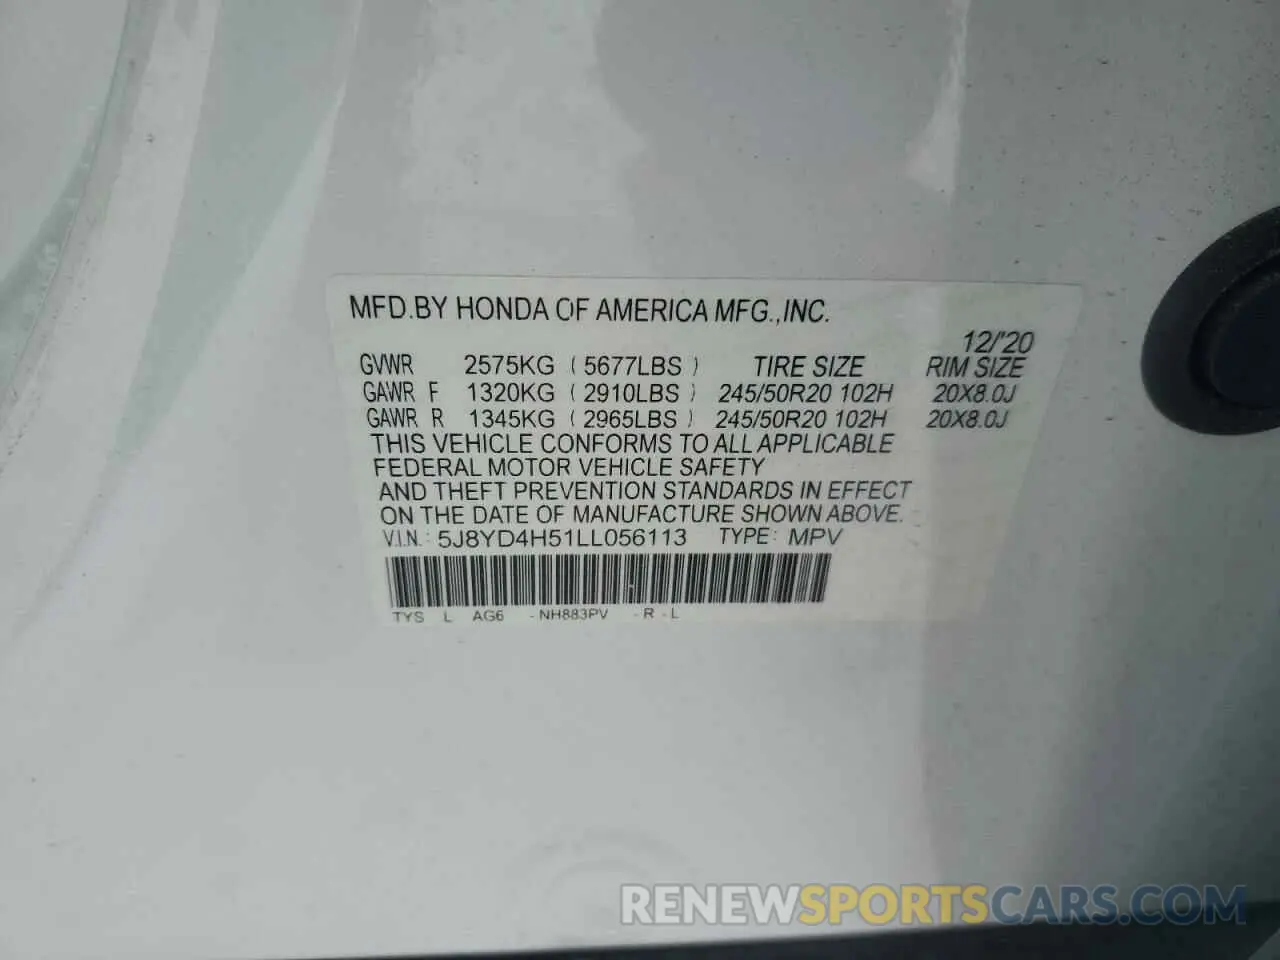 MFD.BY HONDA OF AMERICA MFG.,INC.
12/'20
GVWR 2575KG ( 5677LBS ) TIRE SIZE RIM SIZE
GAWR F 1320KG ( 2910LBS ) 245/50R20 102H 20X8.0J
GAWR R 1345KG ( 2965LBS ) 245/50R20 102H 20X8.0J
THIS VEHICLE CONFORMS TO ALL APPLICABLE
FEDERAL MOTOR VEHICLE SAFETY
AND THEFT PREVENTION STANDARDS IN EFFECT
ON THE DATE OF MANUFACTURE SHOWN ABOVE.
V.I.N.: 5J8YD4H51LL056113 TYPE: MPV
TYS L AG6 -NH883PV -R -L
RENEWSPORTSCARS.COM